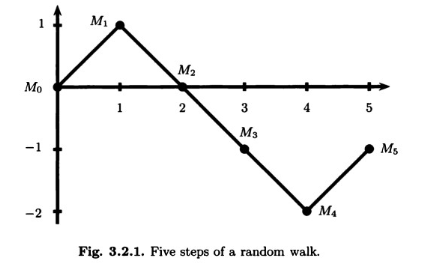 1
M₁
M₀
M₂
1 2 3 4 5
M₃
−1
M₅
−2
M₄
Fig. 3.2.1. Five steps of a random walk.